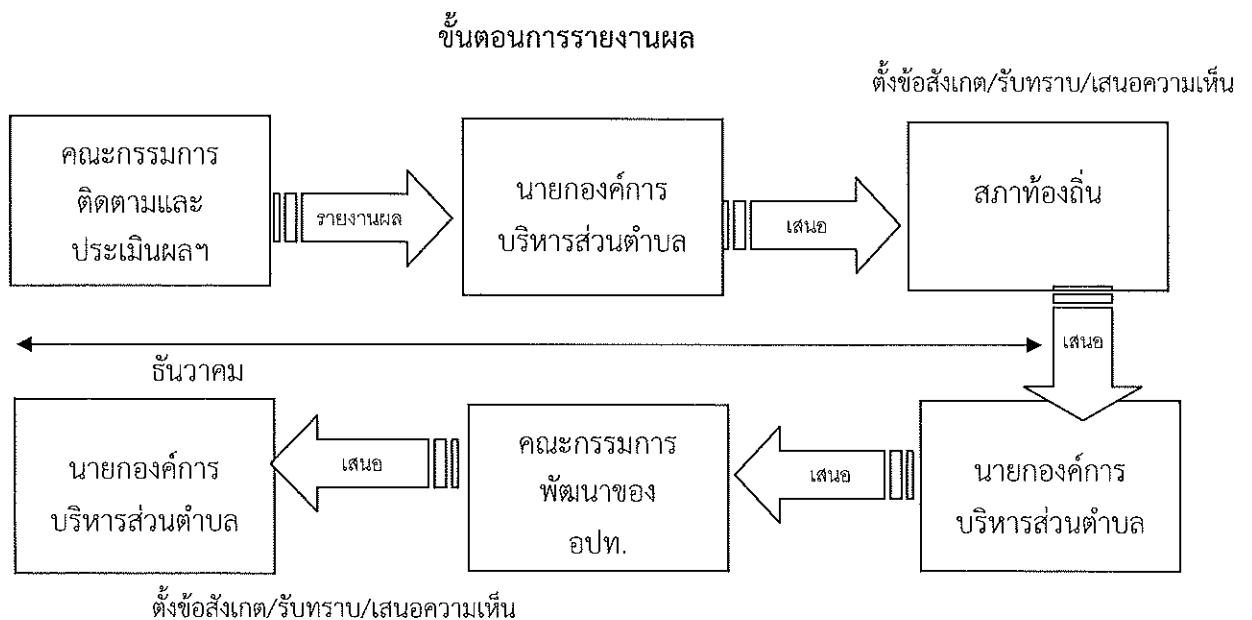 ขั้นตอนการรายงานผล
ตั้งข้อสังเกต/รับทราบ/เสนอความเห็น
คณะกรรมการ
ติดตามและ
ประเมินผลฯ
รายงานผล
นายกองค์การ
บริหารส่วนตำบล
เสนอ
สภาท้องถิ่น
เสนอ
ธันวาคม
นายกองค์การ
บริหารส่วนตำบล
เสนอ
คณะกรรมการ
พัฒนาของ
อปท.
เสนอ
นายกองค์การ
บริหารส่วนตำบล
ตั้งข้อสังเกต/รับทราบ/เสนอความเห็น